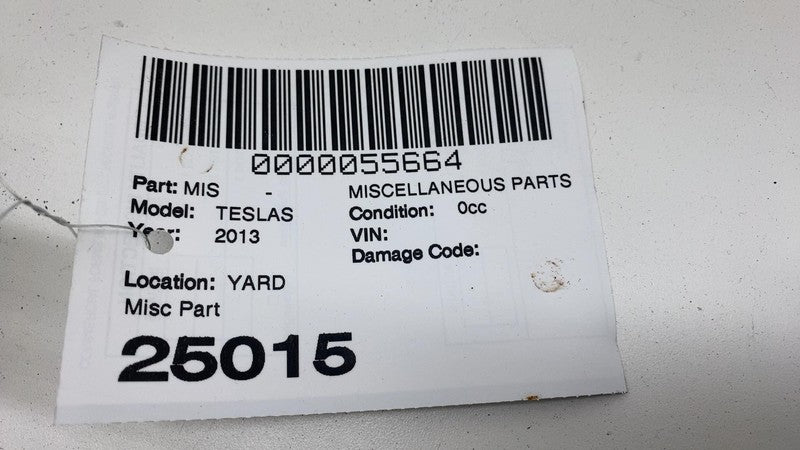 0000055664
Part: MIS - MISCELLANEOUS PARTS
Model: TESLAS Condition: 0cc
Year: 2013 VIN:
Damage Code:
Location: YARD
Misc Part
25015